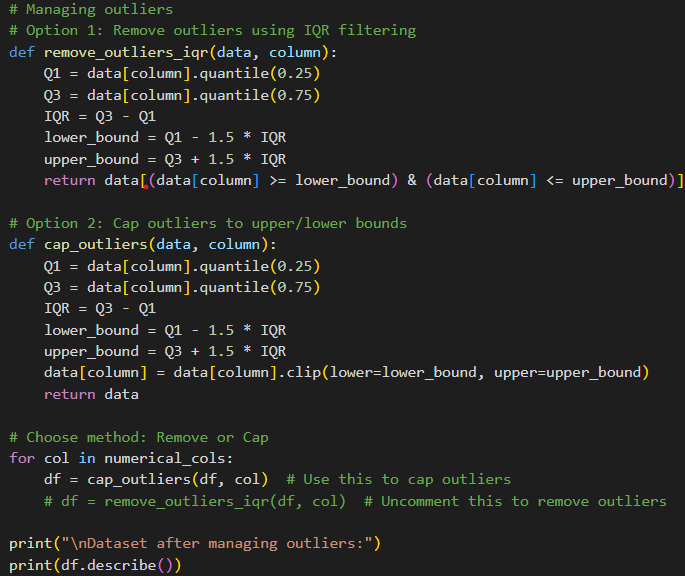 # Managing outliers
# Option 1: Remove outliers using IQR filtering
def remove_outliers_iqr(data, column):
    Q1 = data[column].quantile(0.25)
    Q3 = data[column].quantile(0.75)
    IQR = Q3 - Q1
    lower_bound = Q1 - 1.5 * IQR
    upper_bound = Q3 + 1.5 * IQR
    return data[(data[column] >= lower_bound) & (data[column] <= upper_bound)]

# Option 2: Cap outliers to upper/lower bounds
def cap_outliers(data, column):
    Q1 = data[column].quantile(0.25)
    Q3 = data[column].quantile(0.75)
    IQR = Q3 - Q1
    lower_bound = Q1 - 1.5 * IQR
    upper_bound = Q3 + 1.5 * IQR
    data[column] = data[column].clip(lower=lower_bound, upper=upper_bound)
    return data

# Choose method: Remove or Cap
for col in numerical_cols:
    df = cap_outliers(df, col)  # Use this to cap outliers
    # df = remove_outliers_iqr(df, col)  # Uncomment this to remove outliers

print("\nDataset after managing outliers:")
print(df.describe())